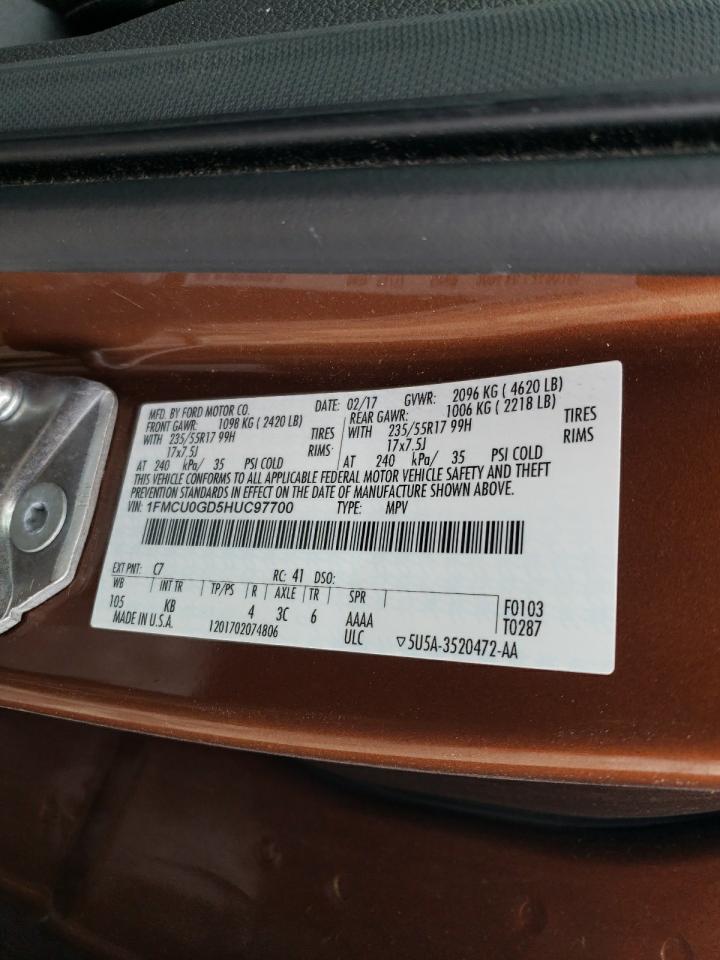 MFD. BY FORD MOTOR CO. DATE: 02/17 GVWR: 2096 KG ( 4620 LB)
FRONT GAWR: 1098 KG ( 2420 LB) REAR GAWR: 1006 KG ( 2218 LB)
WITH 235/55R17 99H TIRES WITH 235/55R17 99H TIRES
17x7.5J RIMS 17x7.5J RIMS
AT 240 kPa/ 35 PSI COLD AT 240 kPa/ 35 PSI COLD
THIS VEHICLE CONFORMS TO ALL APPLICABLE FEDERAL MOTOR VEHICLE SAFETY AND THEFT
PREVENTION STANDARDS IN EFFECT ON THE DATE OF MANUFACTURE SHOWN ABOVE.
VIN: 1FMCU0GD5HUC97700 TYPE: MPV
EXT PNT: C7 RC: 41 DSO:
WB INT TR TP/PS R AXLE TR SPR
105 KB 4 3C 6 AAAA F0103
MADE IN U.S.A. 1201702074806 ULC T0287
▽5U5A-3520472-AA